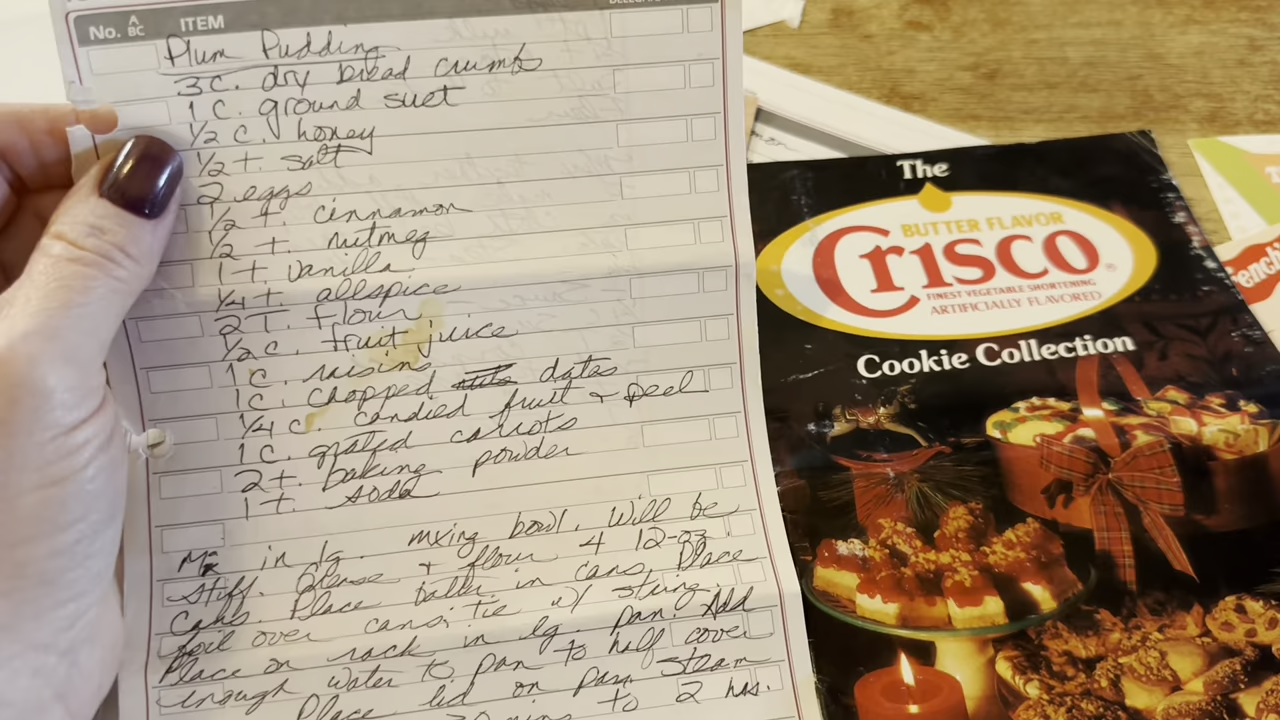 No. A BC ITEM
Plum Pudding
3 c. dry bread crumbs
1 c. ground suet
1/2 c. honey
1/2 t. salt
2 eggs
1/2 t. cinnamon
1/2 t. nutmeg
1 t vanilla
1/4 t. allspice
2 T. flour
1/2 c. fruit juice
1 c. raisins
1 c. chopped dates
1/4 c. candied fruit + peel
1 c. grated carrots
2 t. baking powder
1 t. soda
Mix in lg. mxing bowl. Will be
stiff. Grease + flour 4 12-oz.
cans. Place batter in cans. Place
foil over cans; tie w/ string.
Place on rack in lg pan. Add
enough water to pan to half cover
Place lid on pan. Steam
30 mins to 2 hrs.
The
BUTTER FLAVOR
Crisco
FINEST VEGETABLE SHORTENING
ARTIFICIALLY FLAVORED
Cookie Collection